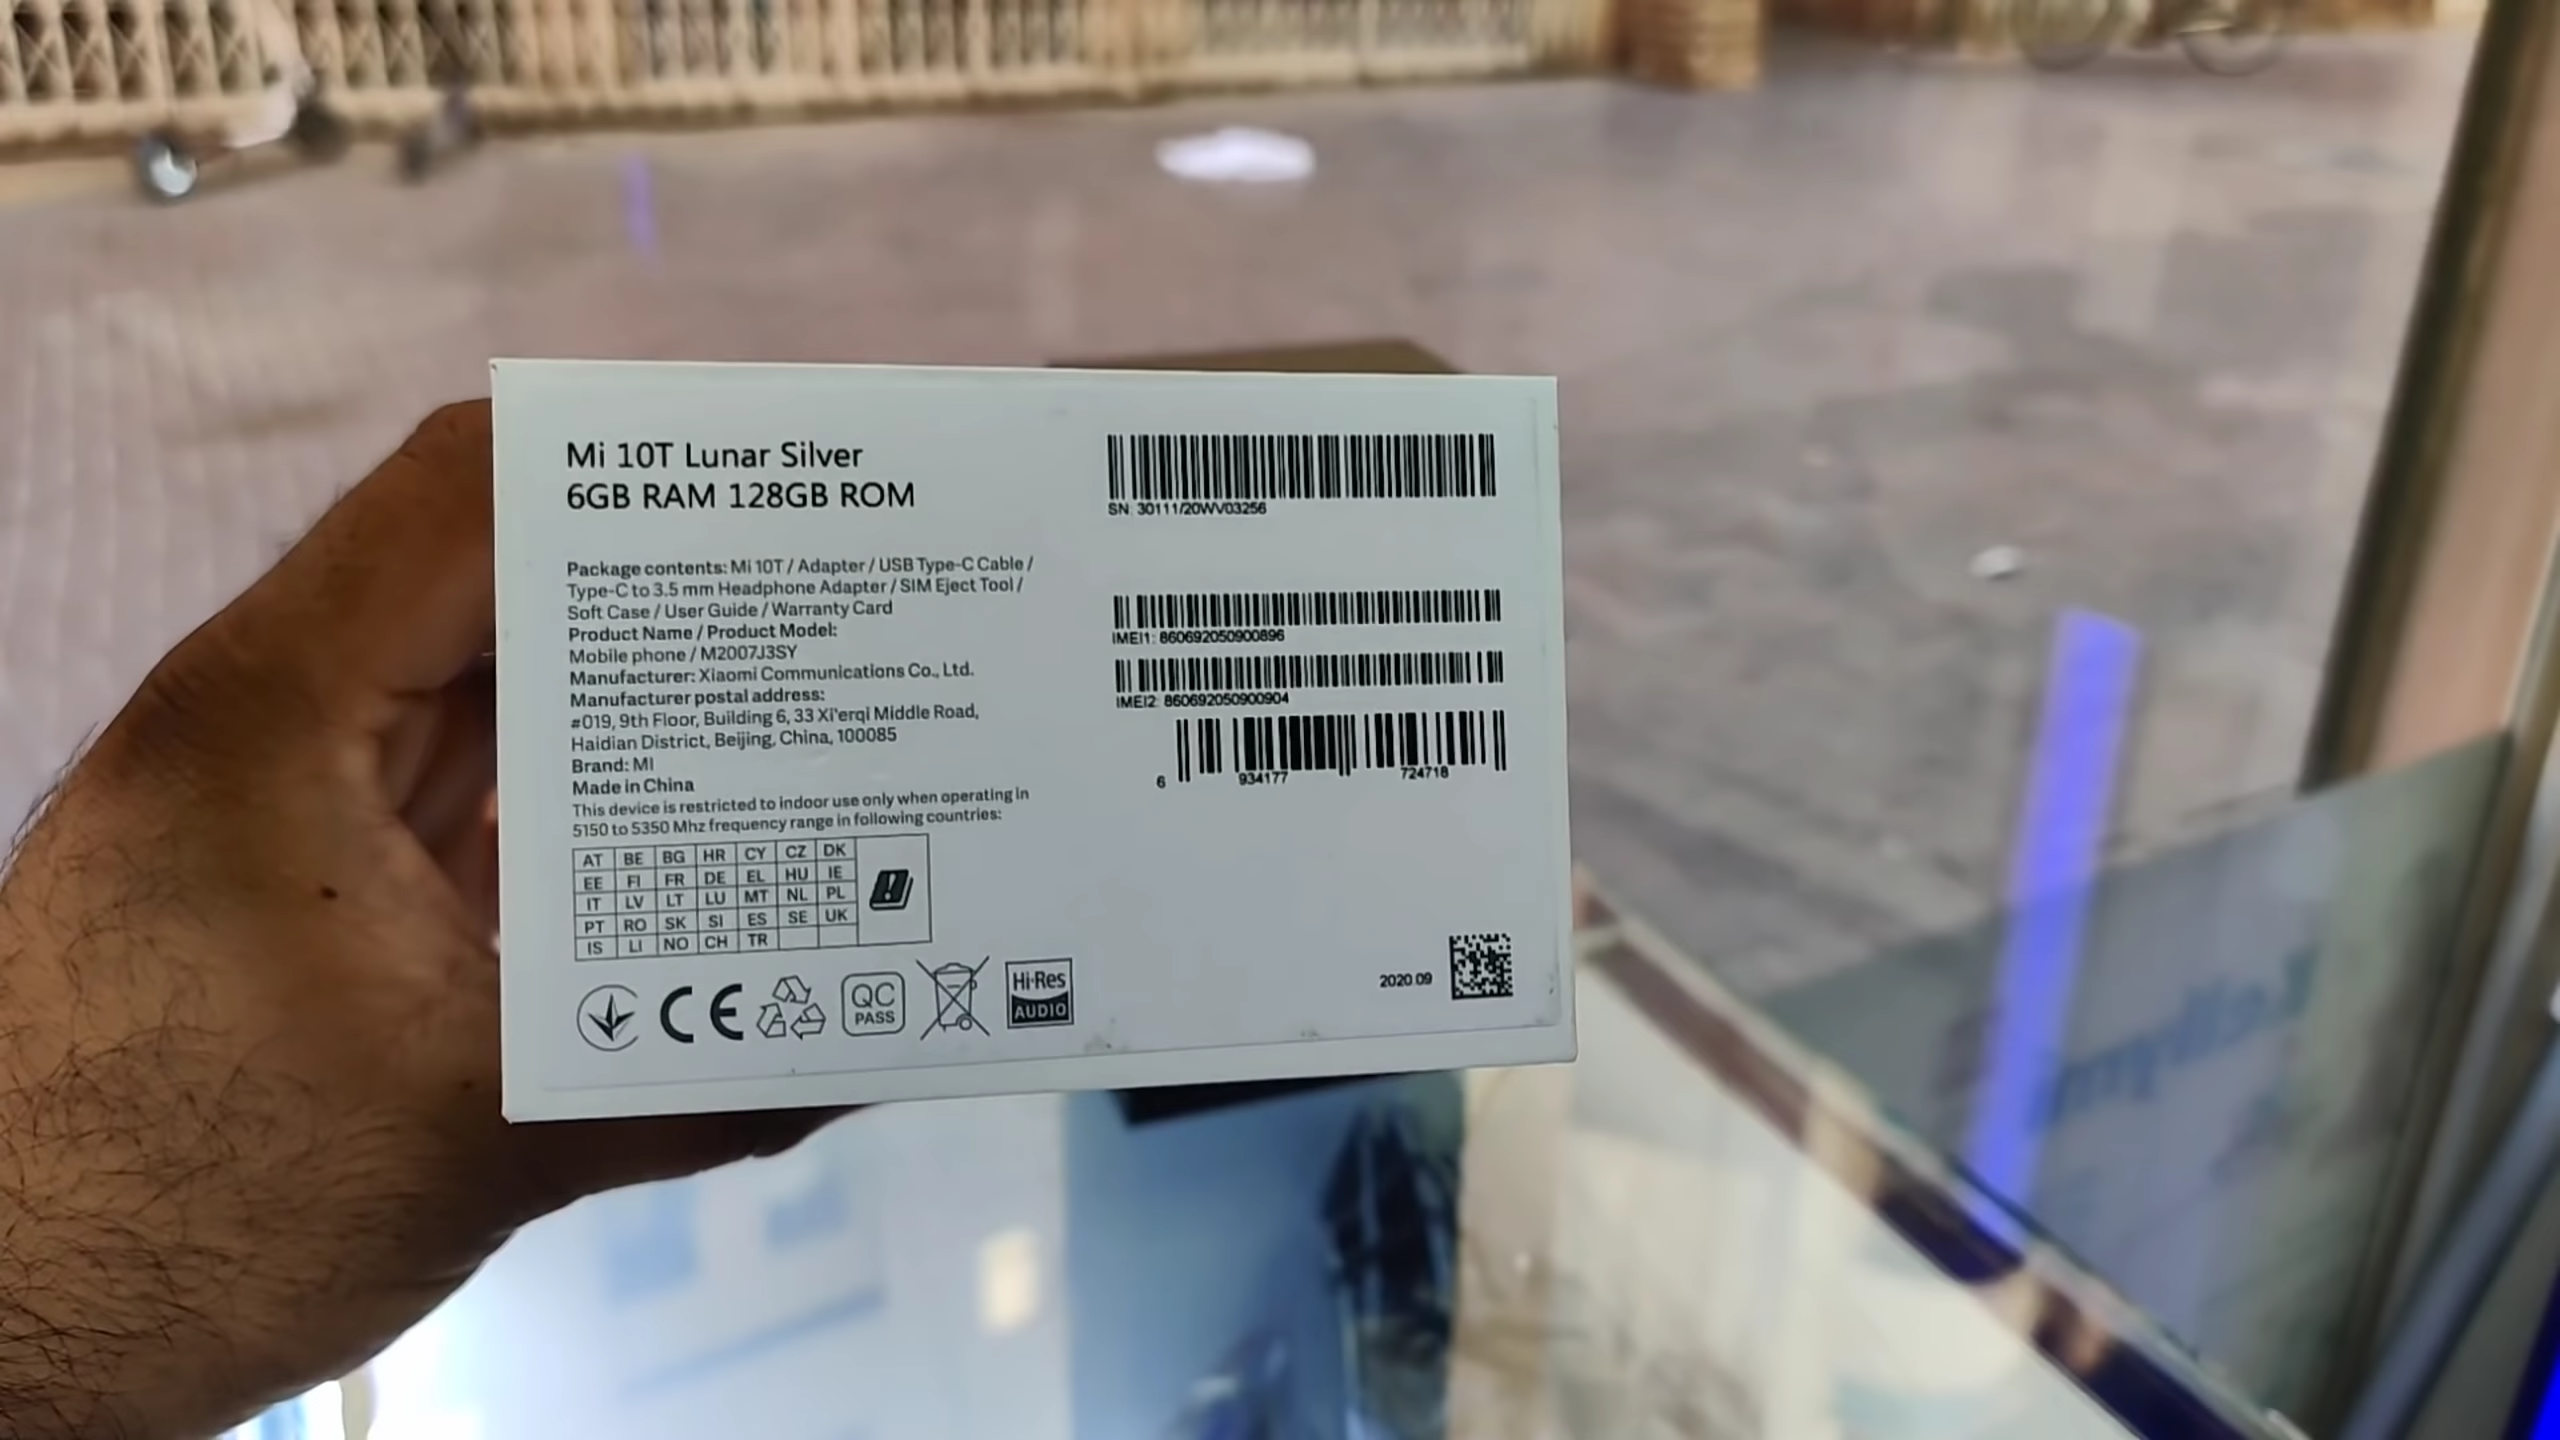 Mi 10T Lunar Silver
6GB RAM 128GB ROM
Package contents: Mi 10T / Adapter / USB Type-C Cable /
Type-C to 3.5 mm Headphone Adapter / SIM Eject Tool /
Soft Case / User Guide / Warranty Card
Product Name / Product Model:
Mobile phone / M2007J3SY
Manufacturer: Xiaomi Communications Co., Ltd.
Manufacturer postal address:
#019, 9th Floor, Building 6, 33 Xi'erqi Middle Road,
Haidian District, Beijing, China, 100085
Brand: MI
Made in China
This device is restricted to indoor use only when operating in
5150 to 5350 Mhz frequency range in following countries:
AT BE BG HR CY CZ DK
EE FI FR DE EL HU IE
IT LV LT LU MT NL PL
PT RO SK SI ES SE UK
IS LI NO CH TR
CE
QC
PASS
Hi-Res
AUDIO
SN: 30111/20WV03256
IMEI1: 860692050900896
IMEI2: 860692050900904
6 934177 724718
2020.09